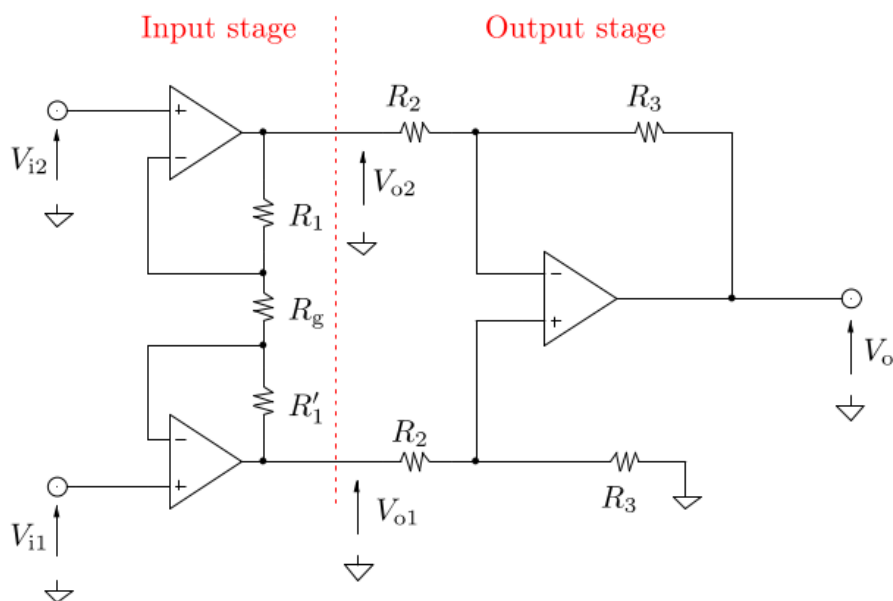 Input stage
Output stage
R2
R3
+
−
Vi2
Vo2
R1
Rg
−
+
Vo
R1′
−
+
R2
R3
Vo1
Vi1